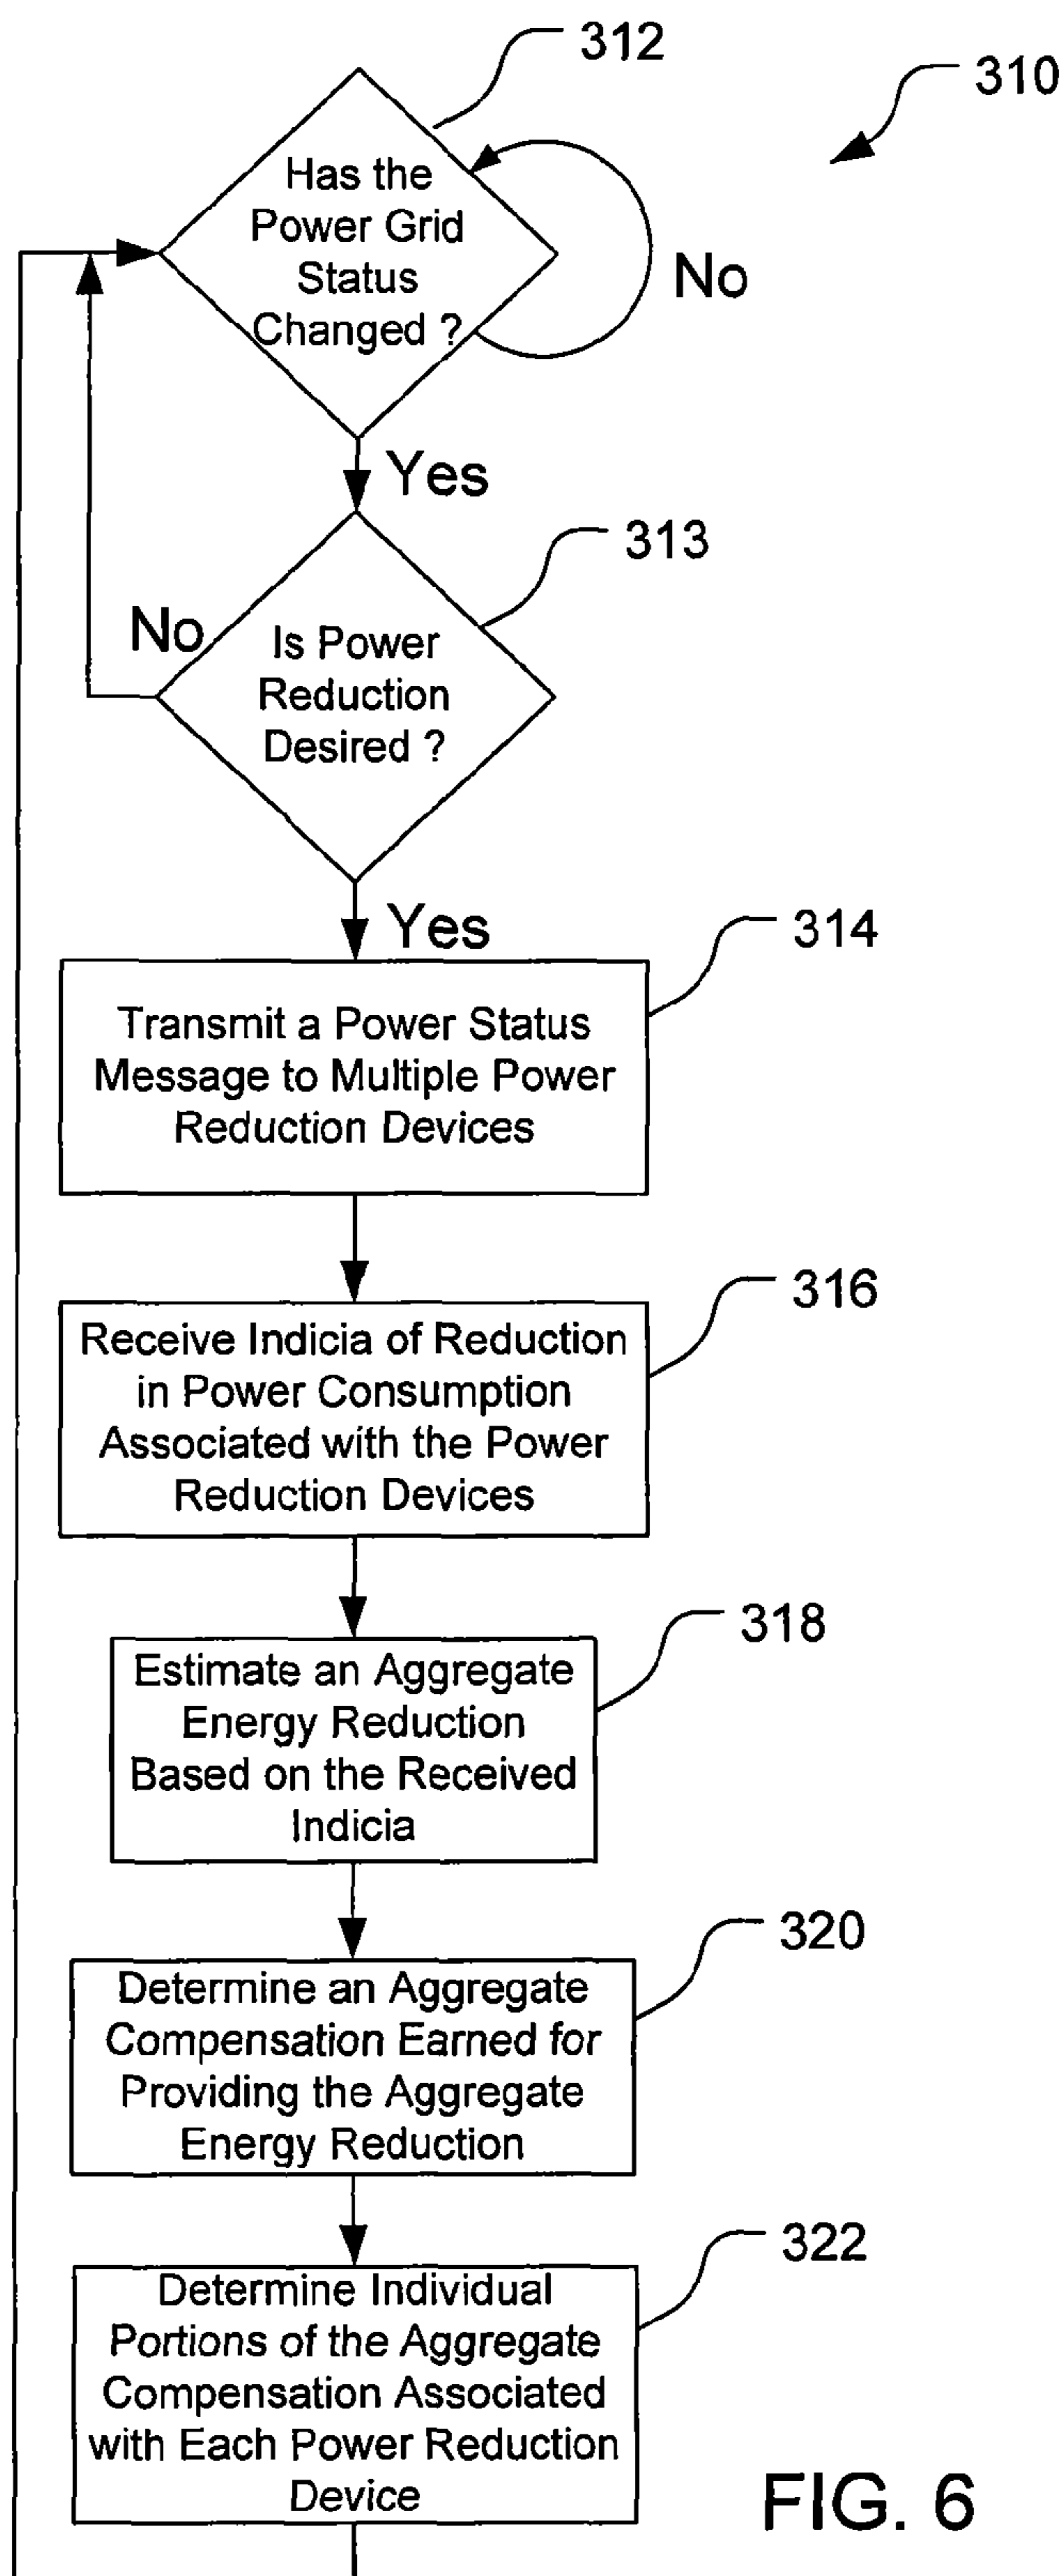 312
310
Has the
Power Grid
Status
Changed ?
No
Yes
313
No
Is Power
Reduction
Desired ?
Yes
314
Transmit a Power Status
Message to Multiple Power
Reduction Devices
316
Receive Indicia of Reduction
in Power Consumption
Associated with the Power
Reduction Devices
318
Estimate an Aggregate
Energy Reduction
Based on the Received
Indicia
320
Determine an Aggregate
Compensation Earned for
Providing the Aggregate
Energy Reduction
322
Determine Individual
Portions of the Aggregate
Compensation Associated
with Each Power Reduction
Device
FIG. 6